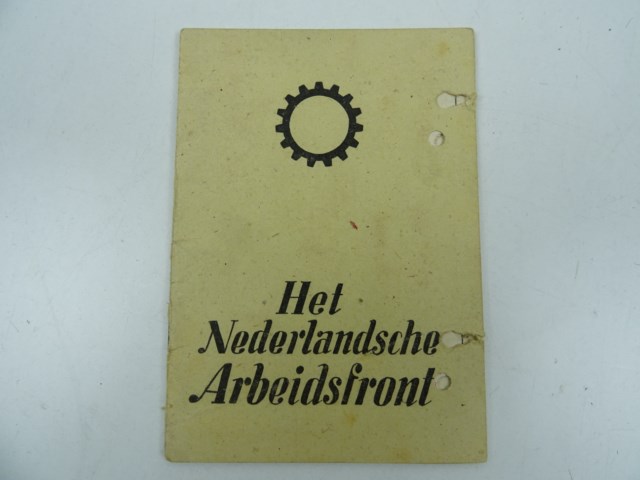 Het
Nederlandsche
Arbeidsfront